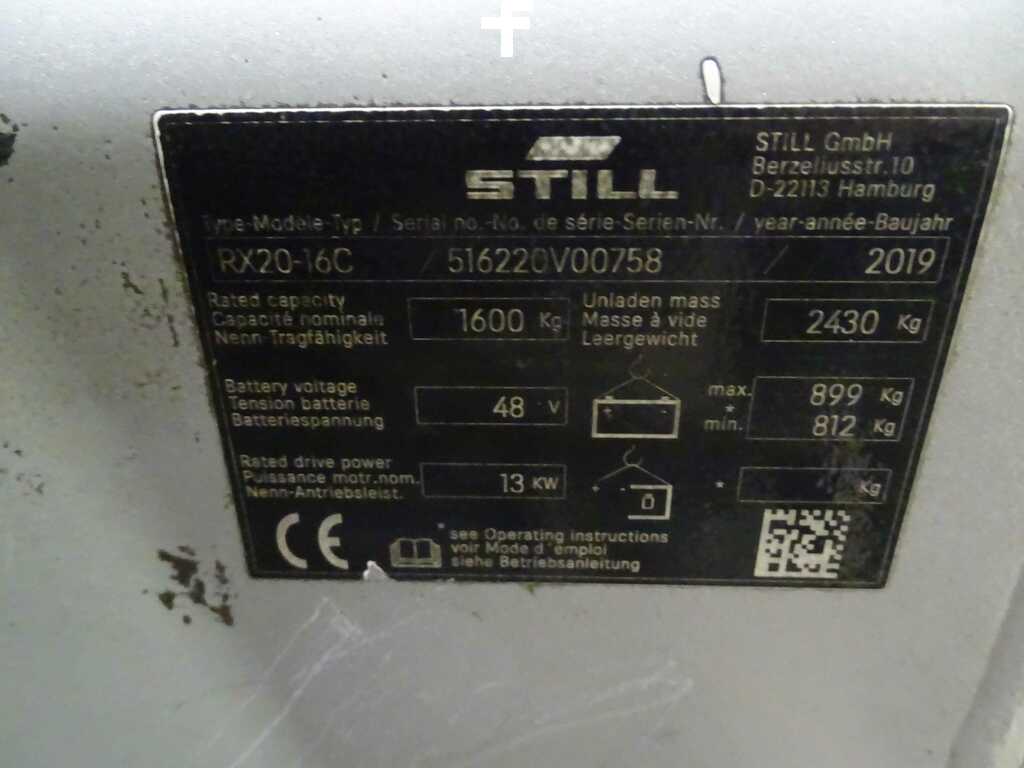 STILL
STILL GmbH
Berzeliusstr.10
D-22113 Hamburg
Type-Modèle-Typ / Serial no.-No. de série-Serien-Nr. / year-année-Baujahr
RX20-16C / 516220V00758 / 2019
Rated capacity
Capacité nominale
Nenn-Tragfähigkeit
1600 Kg
Unladen mass
Masse à vide
Leergewicht
2430 Kg
Battery voltage
Tension batterie
Batteriespannung
48 V
max. 899 Kg
*
min. 812 Kg
Rated drive power
Puissance motr.nom.
Nenn-Antriebsleist.
13 KW
* Kg
CE
* see Operating instructions
voir Mode d'émploi
siehe Betriebsanleitung